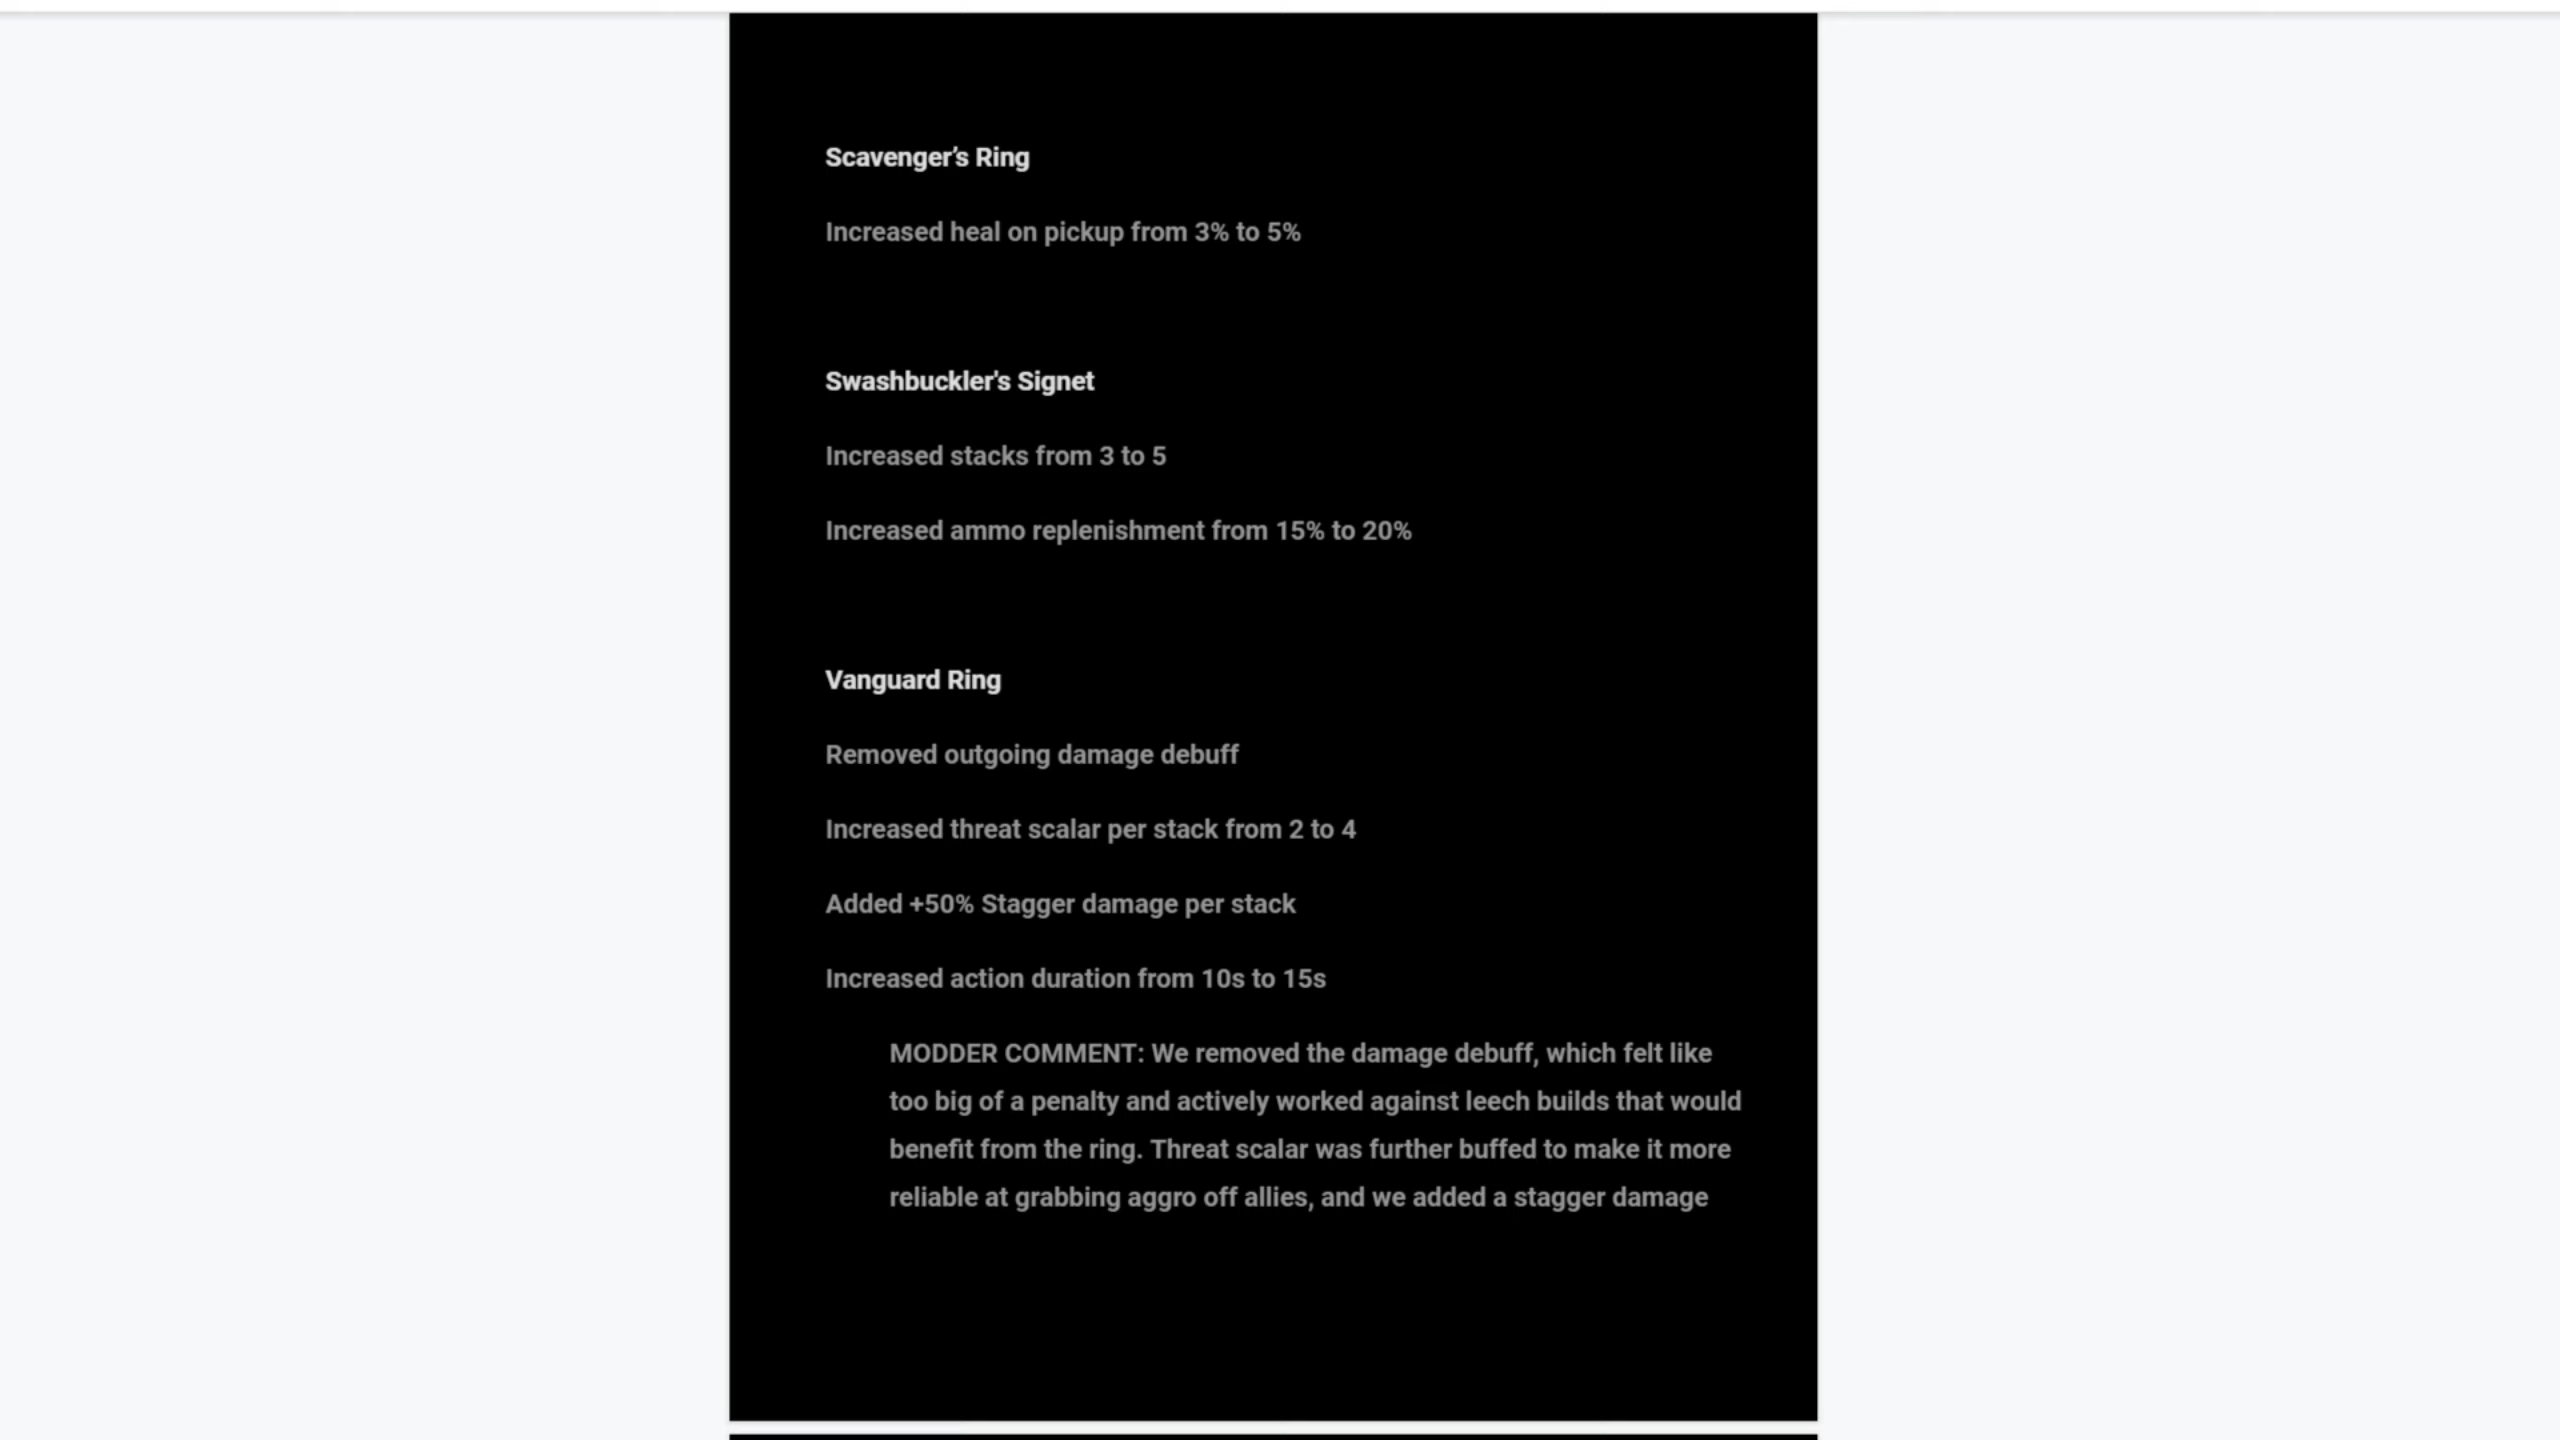 Scavenger’s Ring
Increased heal on pickup from 3% to 5%
Swashbuckler's Signet
Increased stacks from 3 to 5
Increased ammo replenishment from 15% to 20%
Vanguard Ring
Removed outgoing damage debuff
Increased threat scalar per stack from 2 to 4
Added +50% Stagger damage per stack
Increased action duration from 10s to 15s
MODDER COMMENT: We removed the damage debuff, which felt like
too big of a penalty and actively worked against leech builds that would
benefit from the ring. Threat scalar was further buffed to make it more
reliable at grabbing aggro off allies, and we added a stagger damage